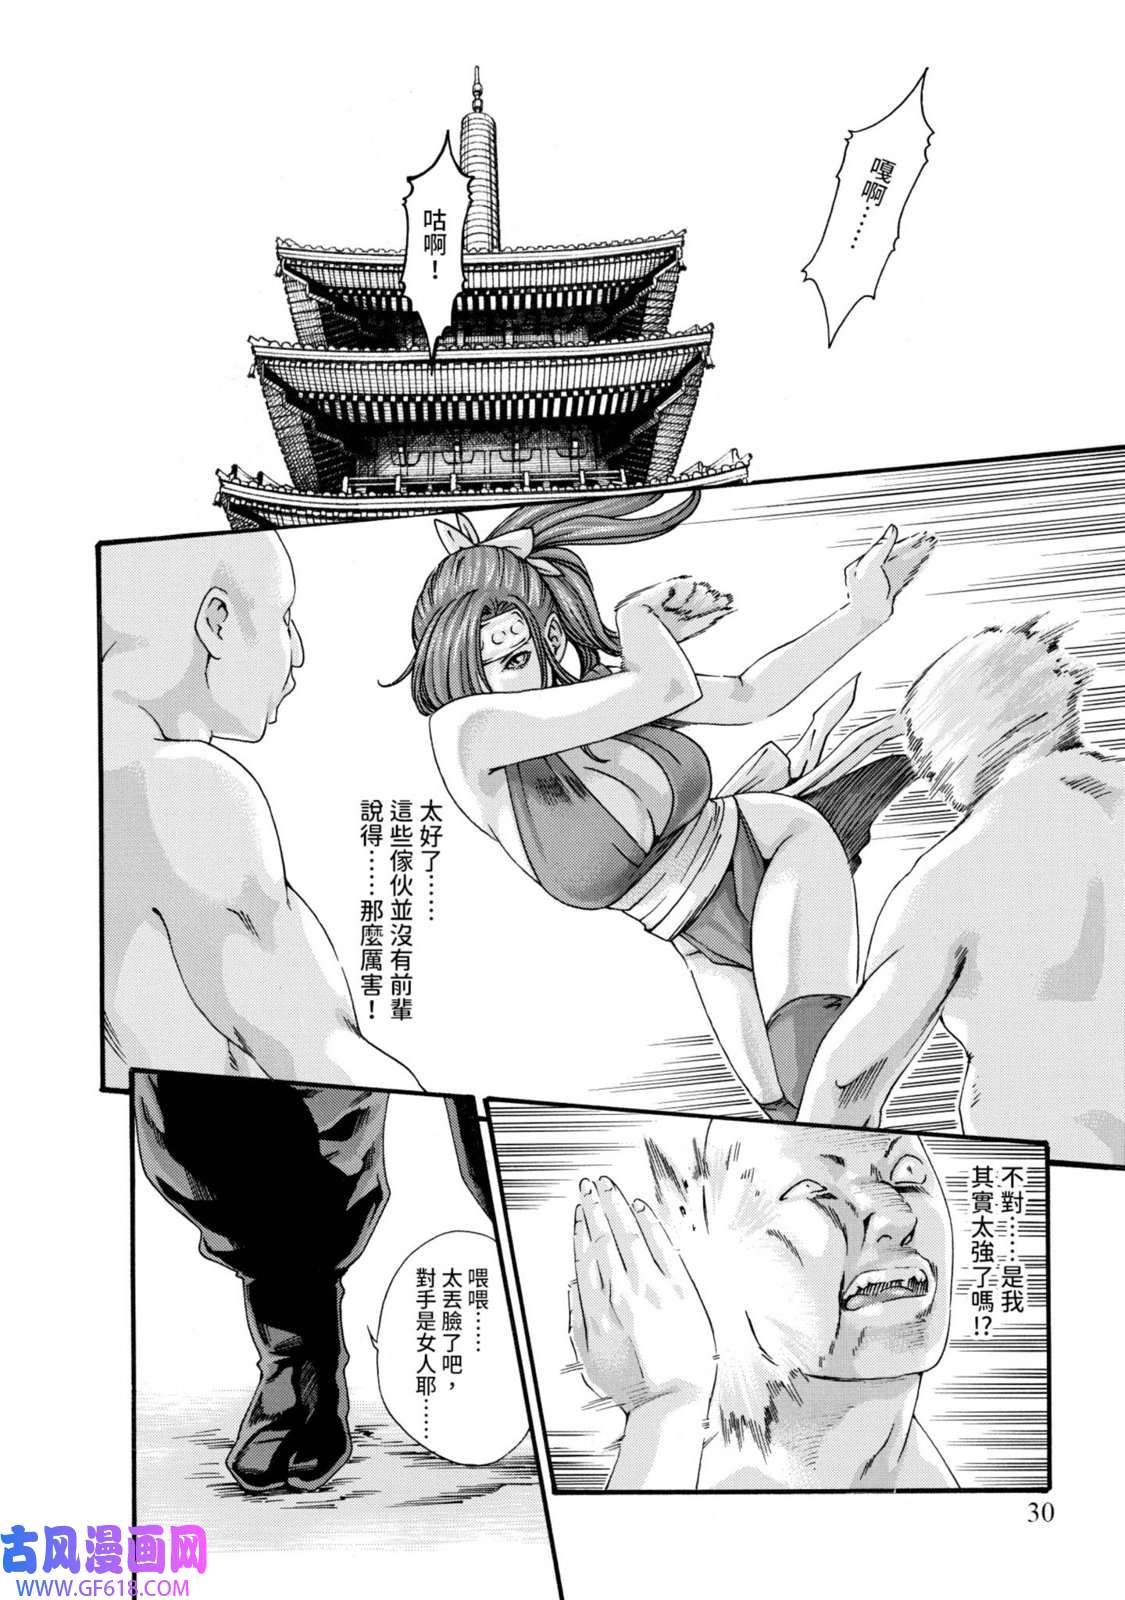 嘎啊……
咕啊！
太好了……
這些傢伙並沒有前輩
說得……那麼厲害！
不對……是我
其實太強了嗎!?
喂喂……
太丟臉了吧，
對手是女人耶……
30
古风漫画网
WWW.GF618.COM